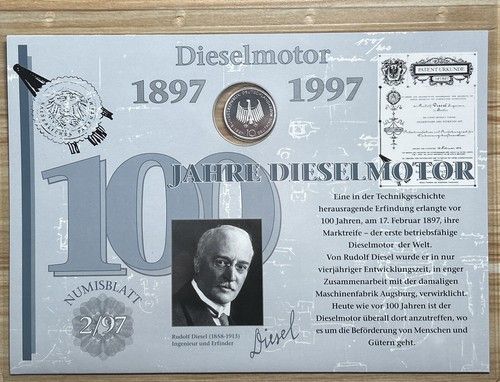 Dieselmotor
1897 1997
PATENT-URKUNDE
10
100
JAHRE DIESELMOTOR
Eine in der Technikgeschichte
herausragende Erfindung erlangte vor
100 Jahren, am 17. Februar 1897, ihre
Marktreife – der erste betriebsfähige
Dieselmotor der Welt.
Von Rudolf Diesel wurde er in nur
vierjähriger Entwicklungszeit, in enger
Zusammenarbeit mit der damaligen
Maschinenfabrik Augsburg, verwirklicht.
Heute wie vor 100 Jahren ist der
Dieselmotor überall dort anzutreffen, wo
es um die Beförderung von Menschen und
Gütern geht.
NUMISBLATT
2/97
Rudolf Diesel (1858-1913)
Ingenieur und Erfinder
Diesel